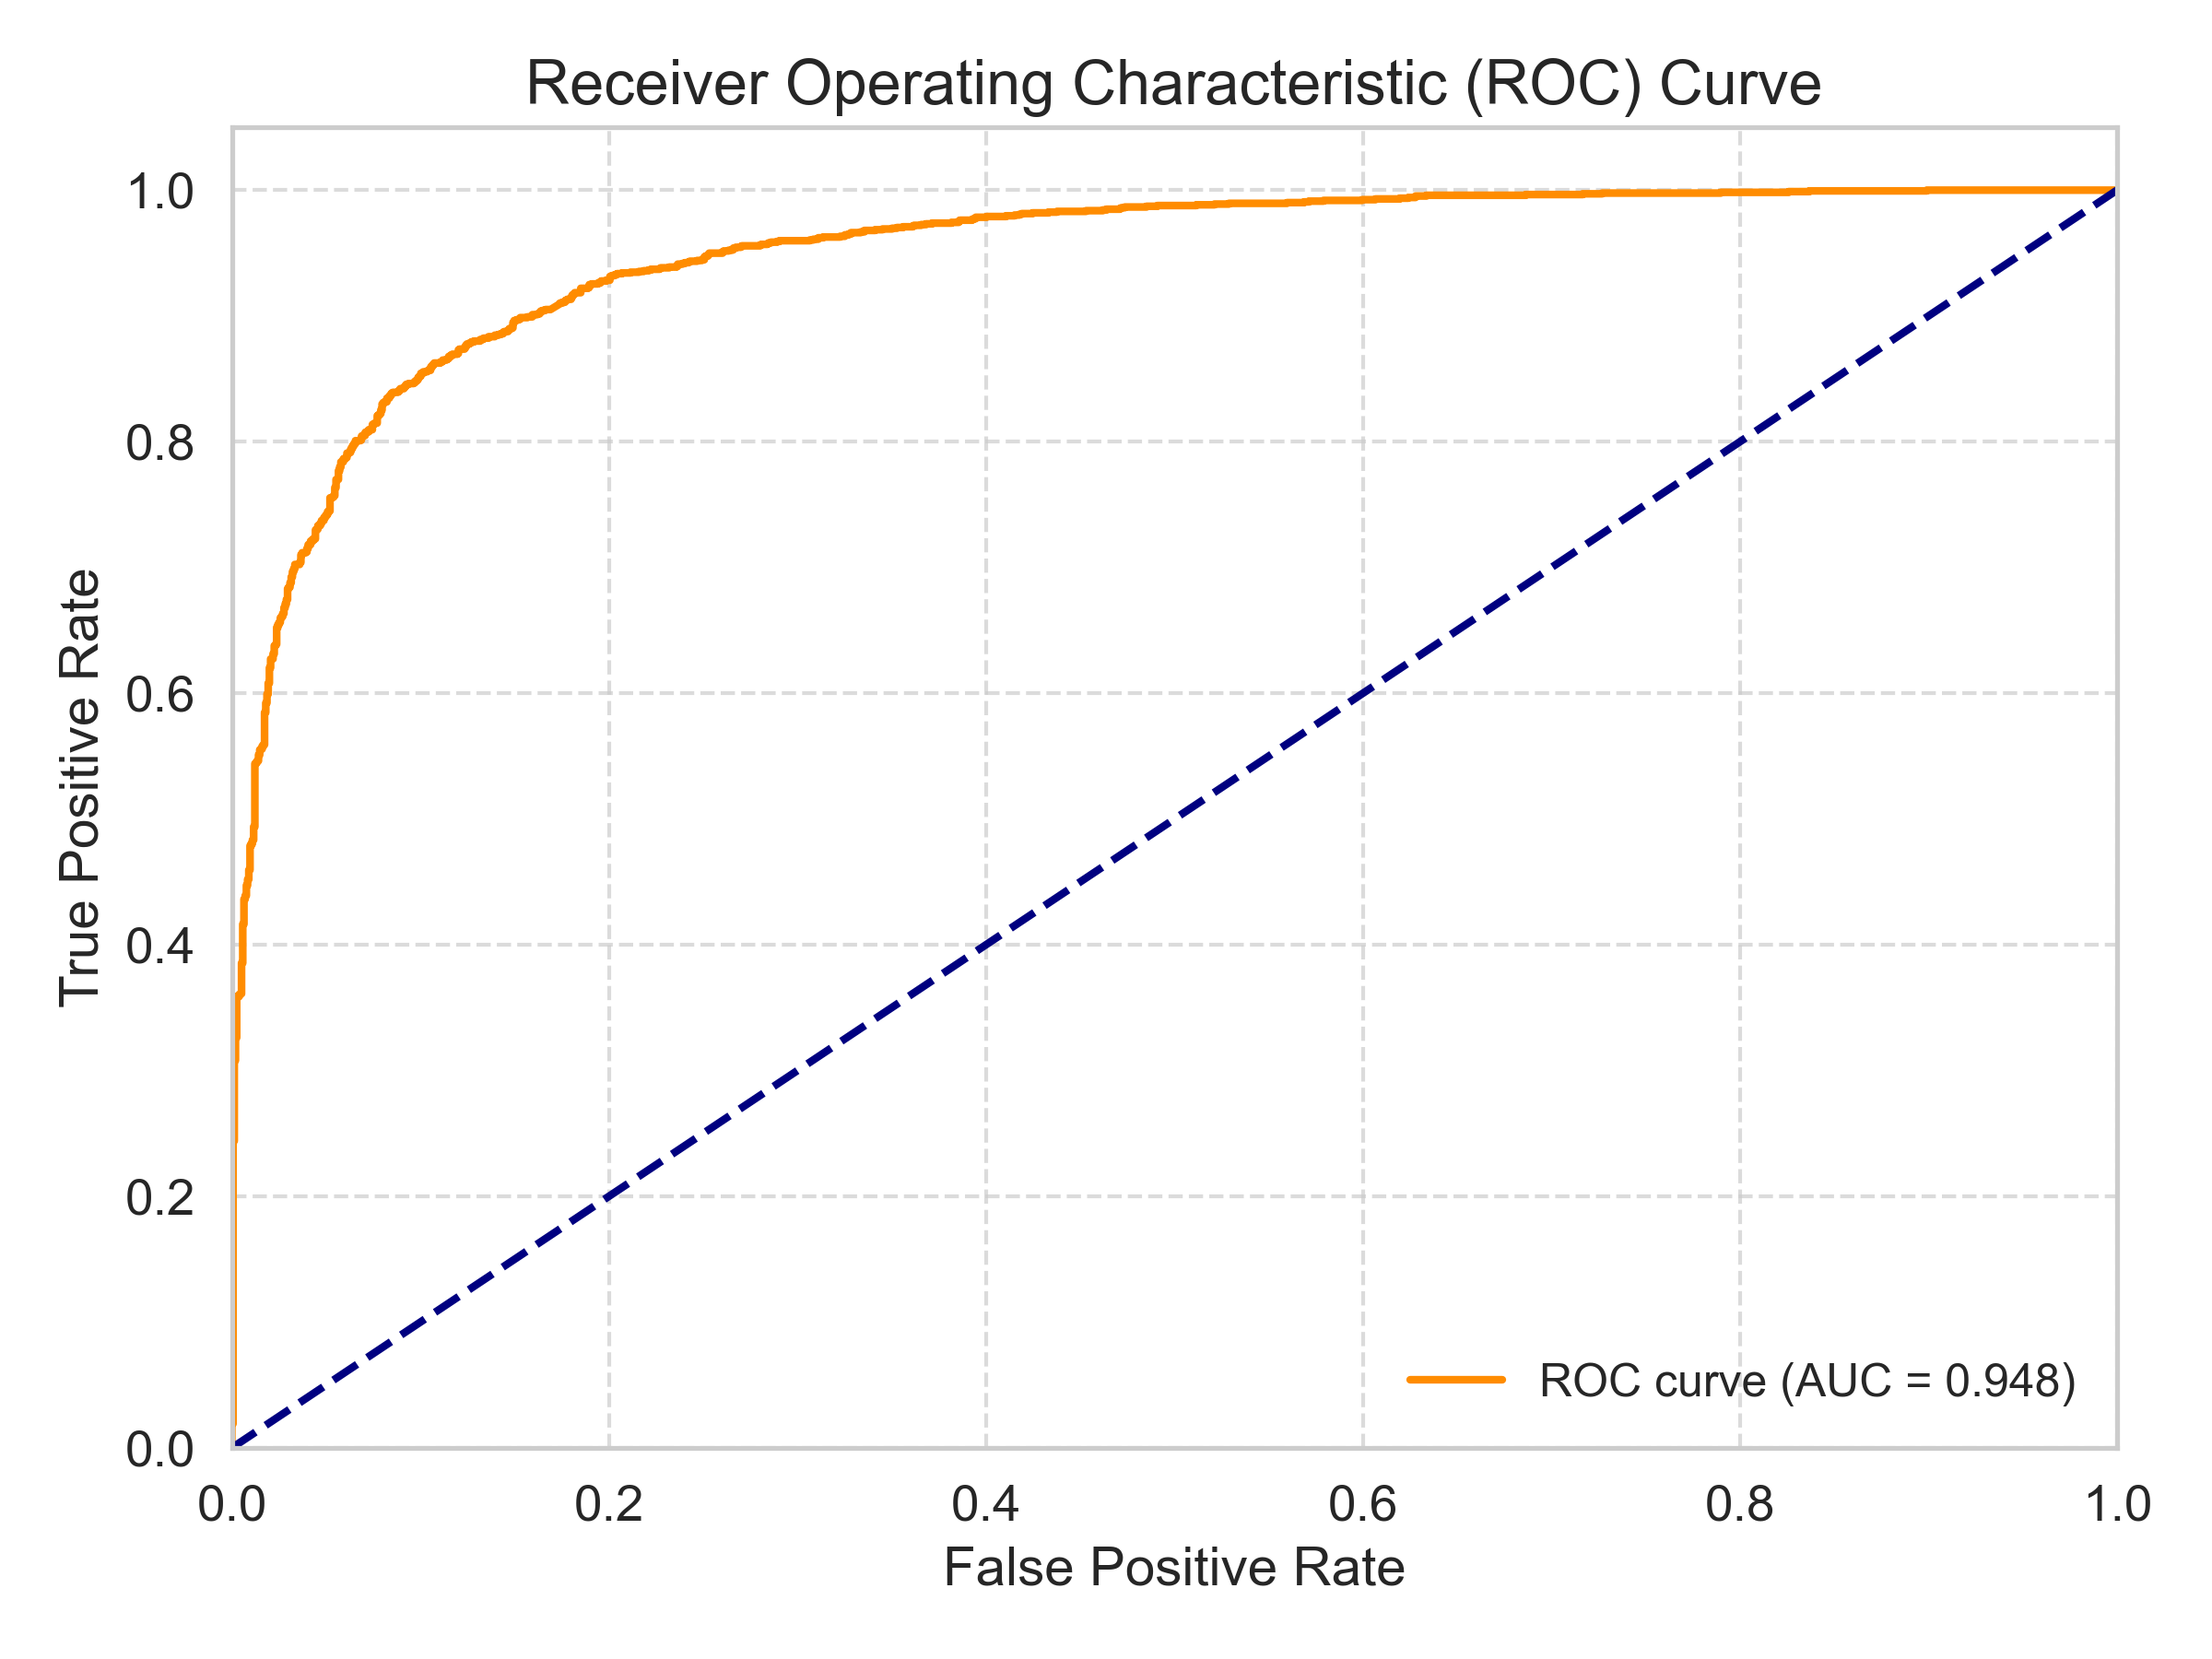 Receiver Operating Characteristic (ROC) Curve
1.0
0.8
0.6
0.4
0.2
0.0
True Positive Rate
ROC curve (AUC = 0.948)
0.0 0.2 0.4 0.6 0.8 1.0
False Positive Rate